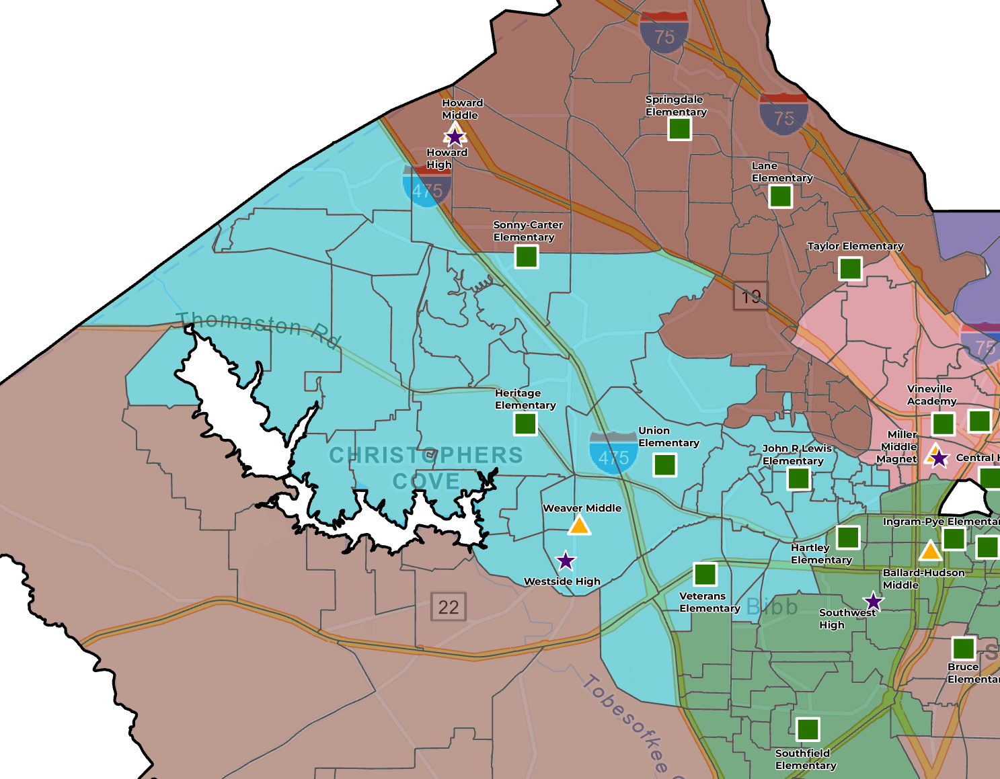 75
75
Howard
Middle
Howard
High
Springdale
Elementary
Lane
Elementary
475
Sonny-Carter
Elementary
Taylor Elementary
19
Thomaston Rd
75
Heritage
Elementary
Vineville
Academy
Union
Elementary
Miller
Middle
Magnet
Central H
John R Lewis
Elementary
CHRISTOPHERS
COVE
475
Weaver Middle
Ingram-Pye Elementar
Hartley
Elementary
Westside High
Ballard-Hudson
Middle
Veterans
Elementary
22
Bibb
Southwest
High
S
Bruce
Elementar
Tobesofkee C
Southfield
Elementary